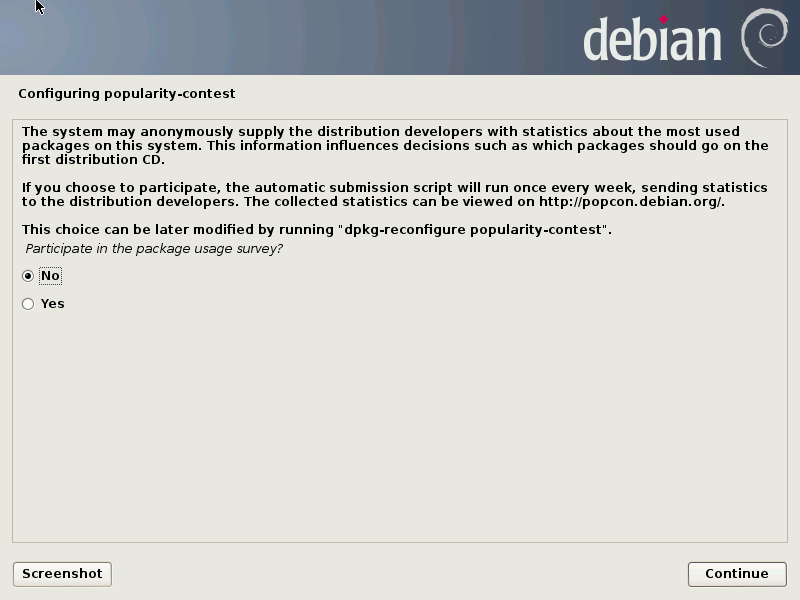 debian
Configuring popularity-contest
The system may anonymously supply the distribution developers with statistics about the most used
packages on this system. This information influences decisions such as which packages should go on the
first distribution CD.
If you choose to participate, the automatic submission script will run once every week, sending statistics
to the distribution developers. The collected statistics can be viewed on http://popcon.debian.org/.
This choice can be later modified by running "dpkg-reconfigure popularity-contest".
Participate in the package usage survey?
No
Yes
Screenshot
Continue